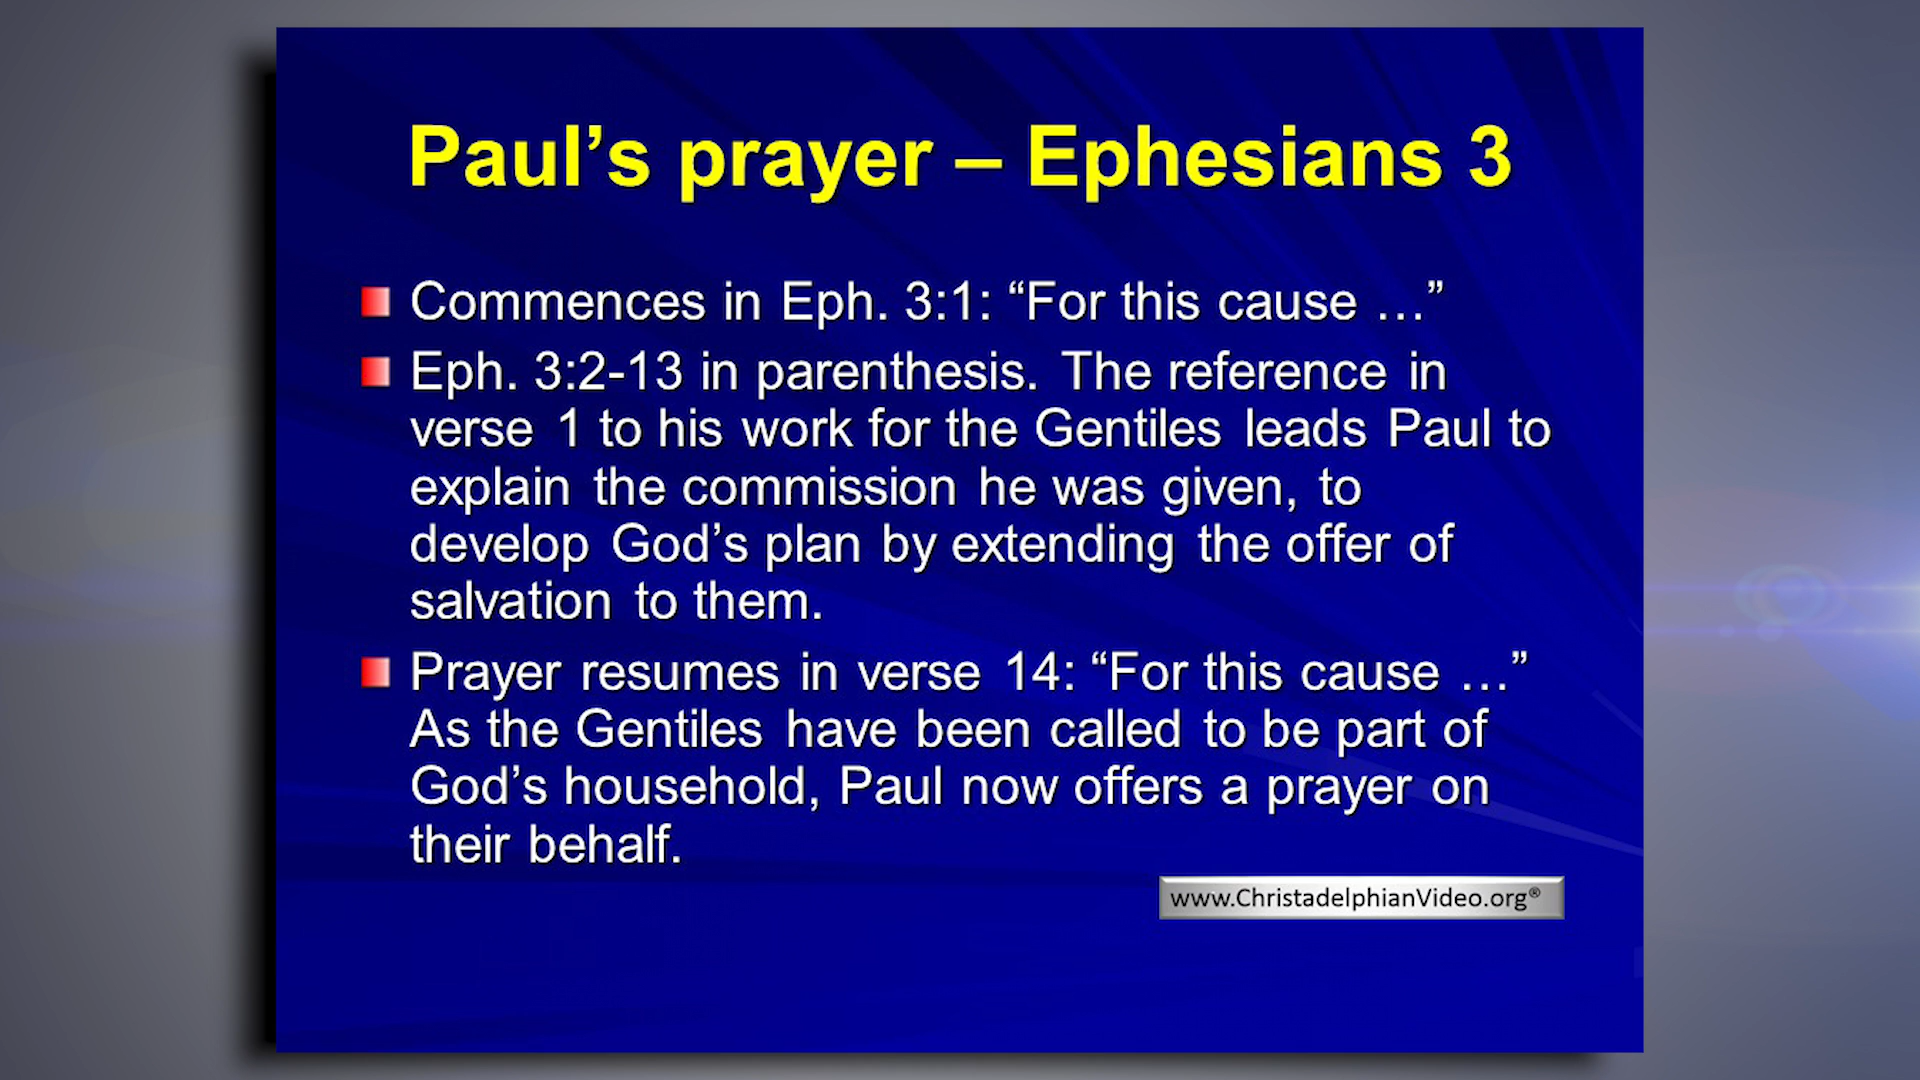 Paul’s prayer – Ephesians 3
Commences in Eph. 3:1: “For this cause …”
Eph. 3:2-13 in parenthesis. The reference in
verse 1 to his work for the Gentiles leads Paul to
explain the commission he was given, to
develop God’s plan by extending the offer of
salvation to them.
Prayer resumes in verse 14: “For this cause …”
As the Gentiles have been called to be part of
God’s household, Paul now offers a prayer on
their behalf.
www.ChristadelphianVideo.org®